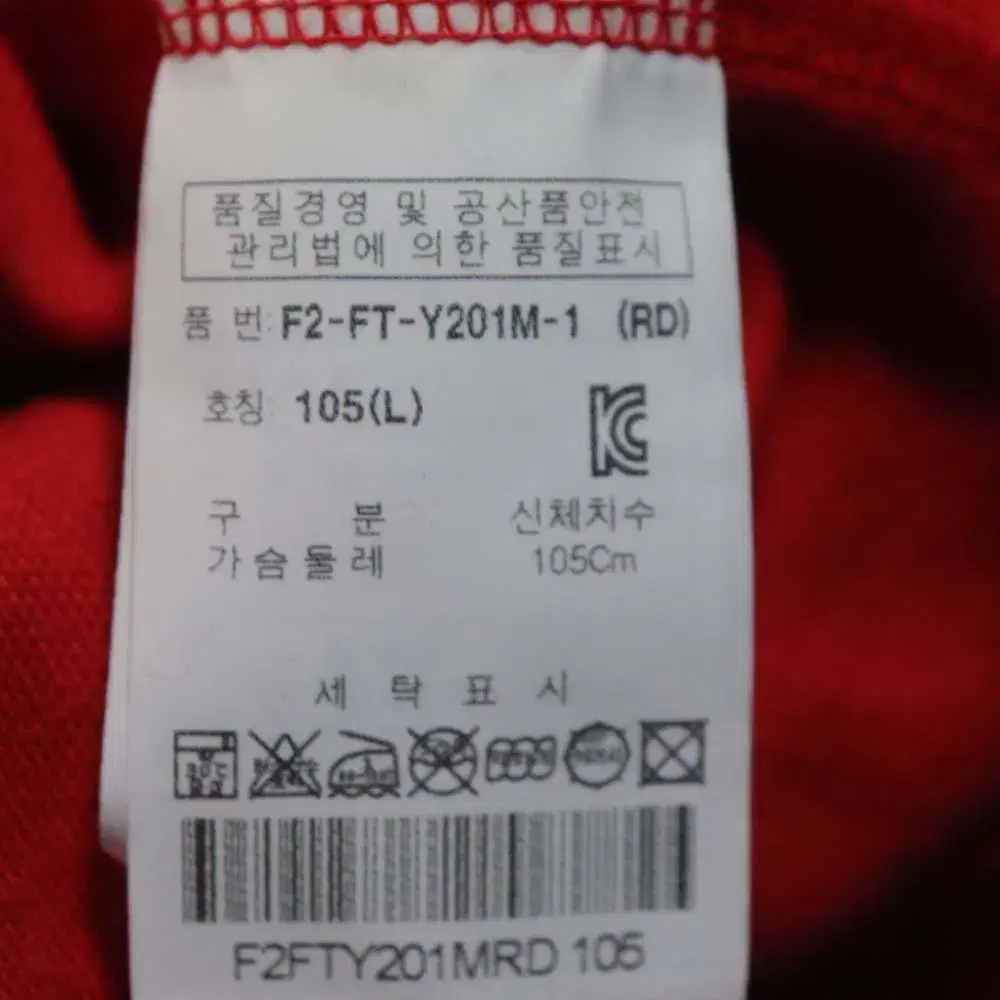 품질경영 및 공산품안전
관리법에 의한 품질표시
품 번: F2-FT-Y201M-1 (RD)
호칭: 105(L)
구 분 신체치수
가슴둘레 105Cm
세 탁 표 시
F2FTY201MRD 105